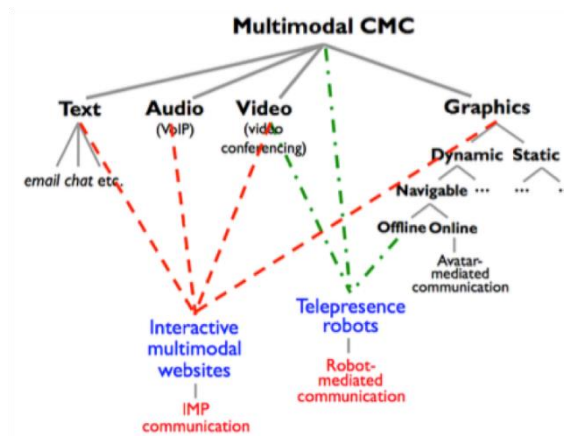 Multimodal CMC
Text Audio Video Graphics
(VoIP) (video
conferencing)
Dynamic Static
email chat etc.
Navigable ... ...
Offline Online
Avatar-
mediated
communication
Interactive
multimodal
websites
Telepresence
robots
IMP
communication
Robot-
mediated
communication